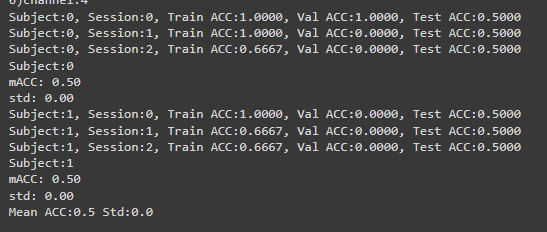 6)channel:4
Subject:0, Session:0, Train ACC:1.0000, Val ACC:1.0000, Test ACC:0.5000
Subject:0, Session:1, Train ACC:1.0000, Val ACC:0.0000, Test ACC:0.5000
Subject:0, Session:2, Train ACC:0.6667, Val ACC:0.0000, Test ACC:0.5000
Subject:0
mACC: 0.50
std: 0.00
Subject:1, Session:0, Train ACC:1.0000, Val ACC:0.0000, Test ACC:0.5000
Subject:1, Session:1, Train ACC:0.6667, Val ACC:0.0000, Test ACC:0.5000
Subject:1, Session:2, Train ACC:0.6667, Val ACC:0.0000, Test ACC:0.5000
Subject:1
mACC: 0.50
std: 0.00
Mean ACC:0.5 Std:0.0